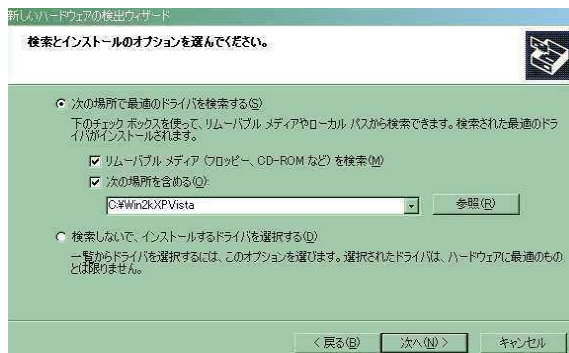 新しいハードウェアの検出ウィザード
検索とインストールのオプションを選んでください。
次の場所で最適のドライバを検索する(S)
下のチェック ボックスを使って、リムーバブル メディアやローカル パスから検索できます。検索された最適のドラ
イバがインストールされます。
リムーバブル メディア (フロッピー、CD-ROM など) を検索(M)
次の場所を含める(O):
C:¥Win2kXPVista
参照(R)
検索しないで、インストールするドライバを選択する(D)
一覧からドライバを選択するには、このオプションを選びます。選択されたドライバは、ハードウェアに最適のもの
とは限りません。
< 戻る(B)
次へ(N) >
キャンセル